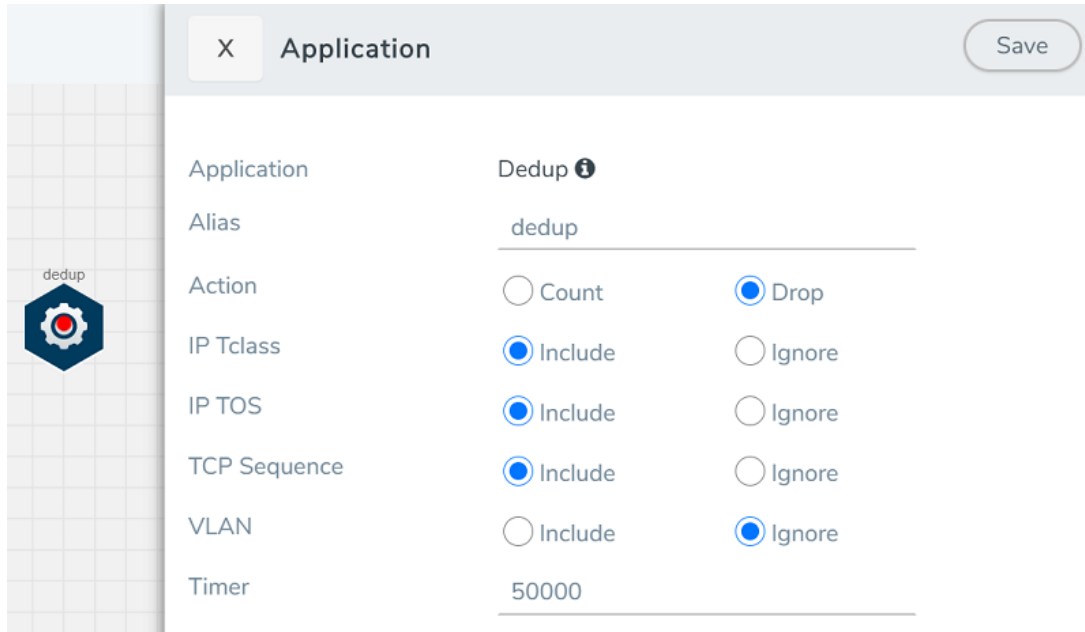 X Application Save
Application Dedup
Alias dedup
dedup
Action Count Drop
IP Tclass Include Ignore
IP TOS Include Ignore
TCP Sequence Include Ignore
VLAN Include Ignore
Timer 50000